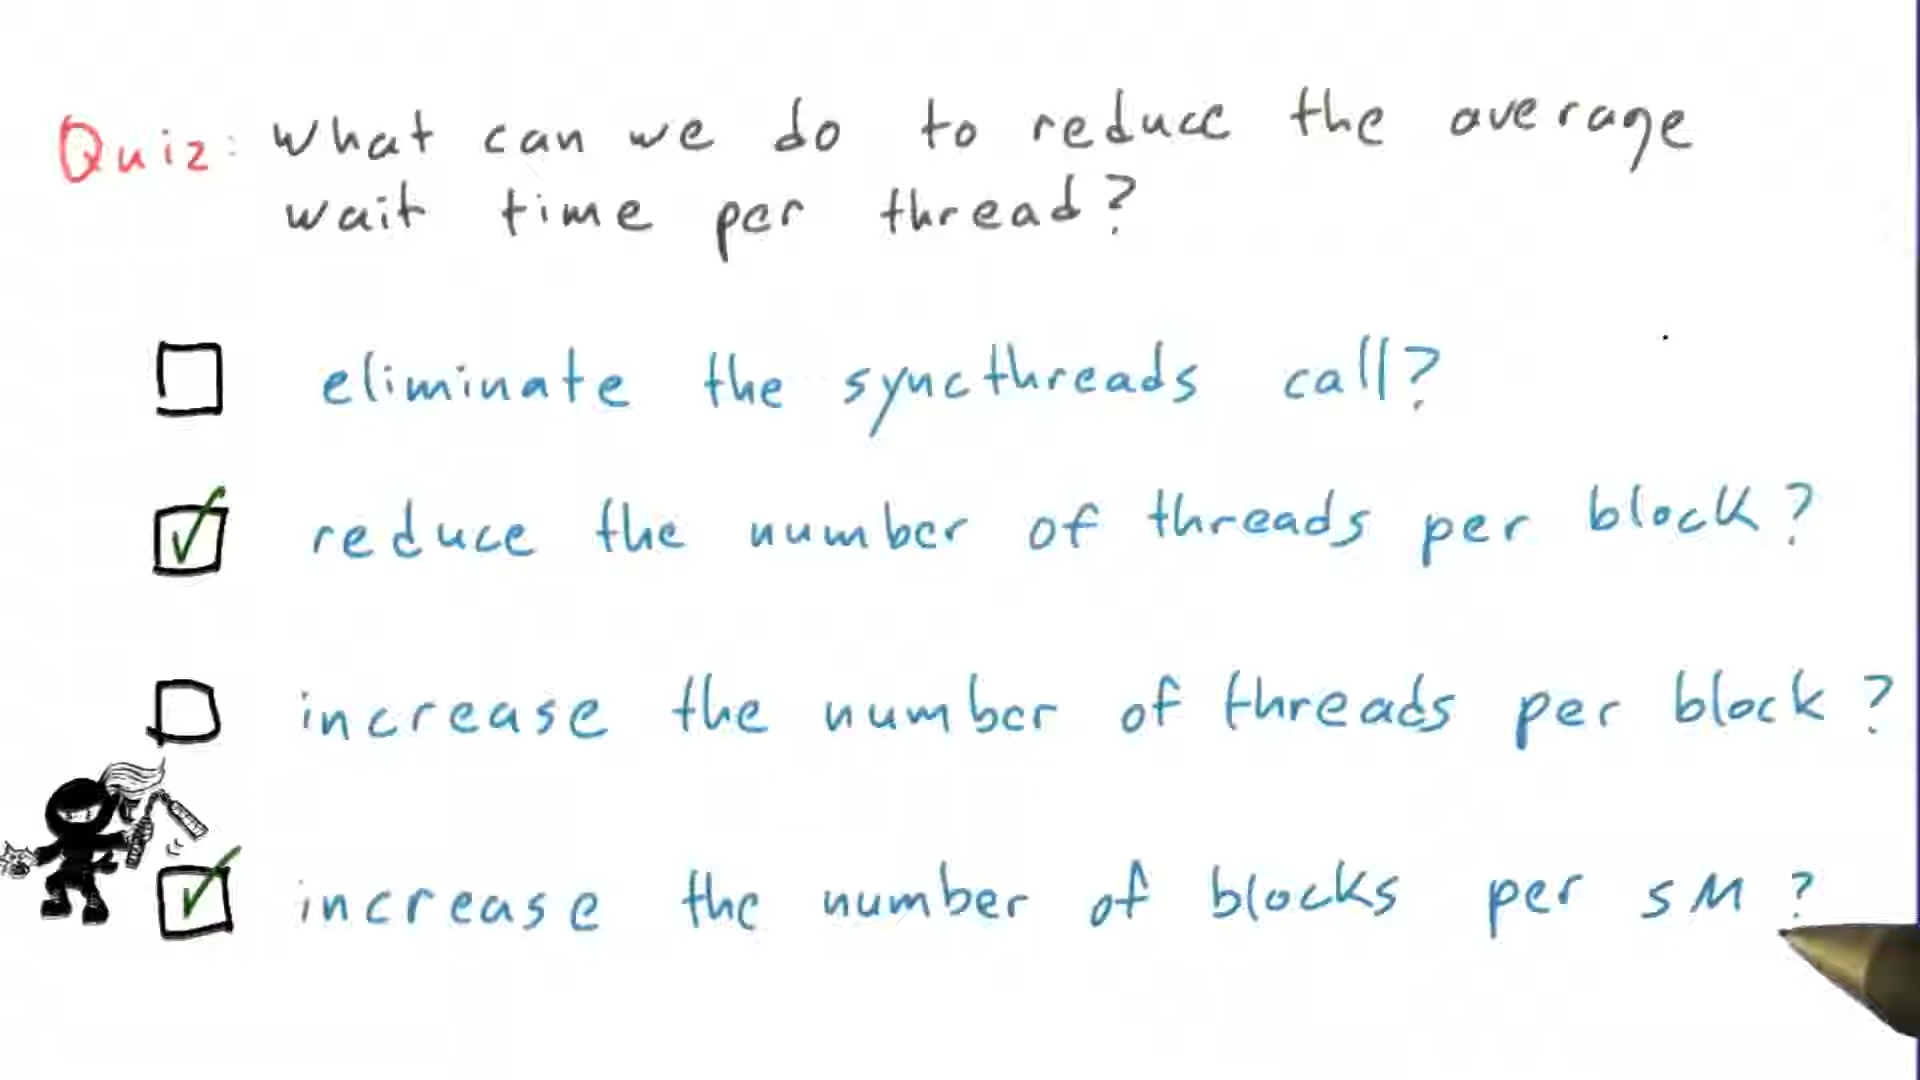 Quiz: What can we do to reduce the average
wait time per thread?
eliminate the syncthreads call?
reduce the number of threads per block?
increase the number of threads per block?
increase the number of blocks per SM?